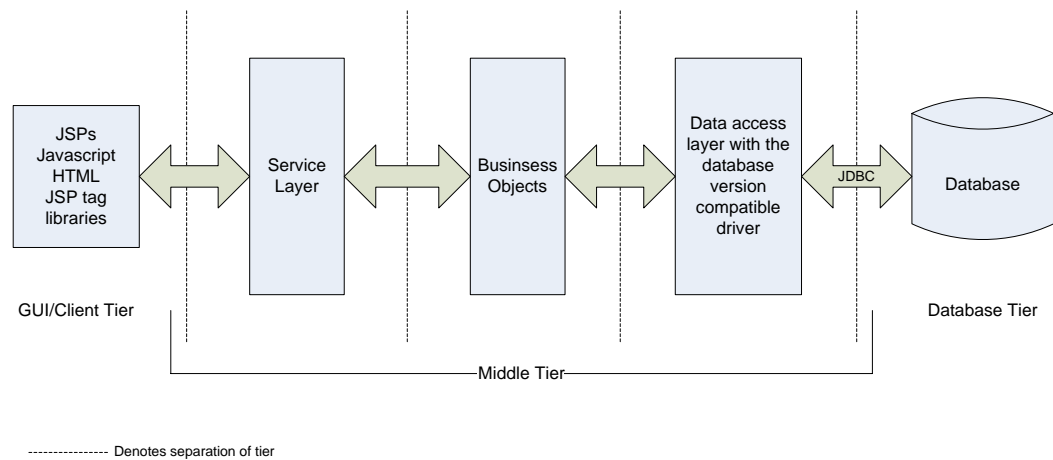 JSPs
Javascript
HTML
JSP tag
libraries
Service
Layer
Businsess
Objects
Data access
layer with the
database
version
compatible
driver
JDBC
Database
GUI/Client Tier
Database Tier
Middle Tier
Denotes separation of tier